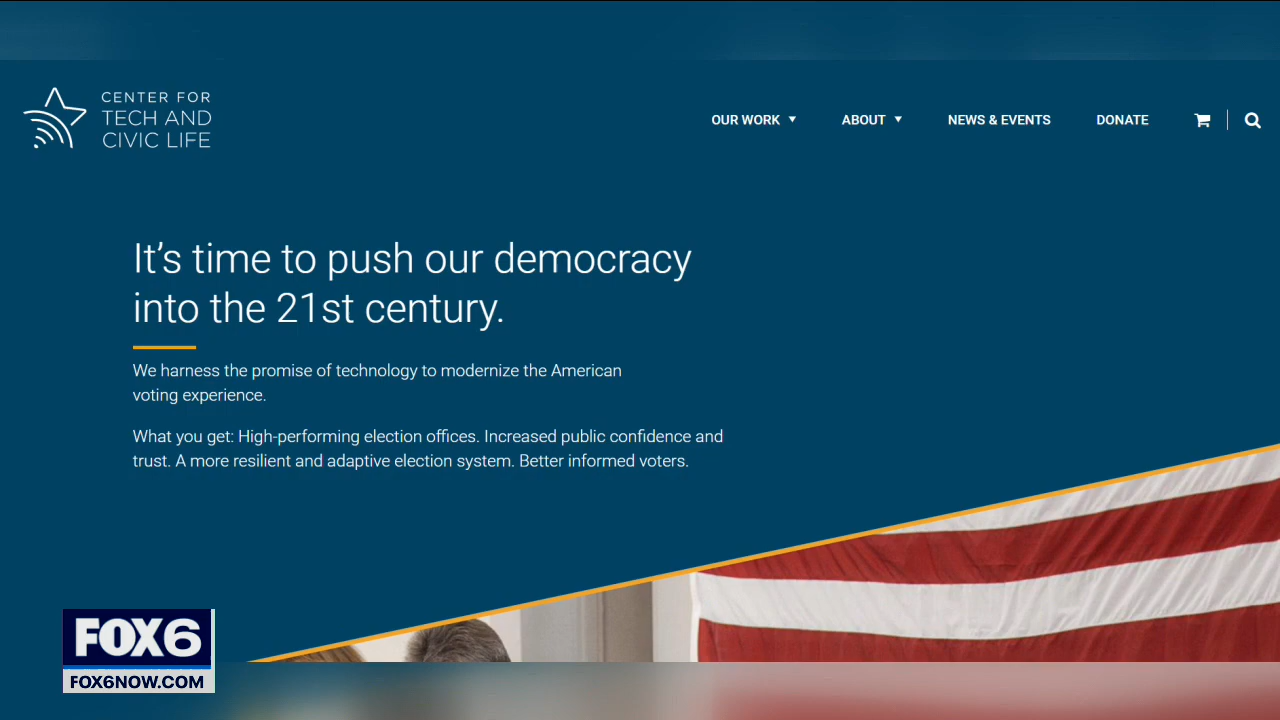 CENTER FOR
TECH AND
CIVIC LIFE
OUR WORK
ABOUT
NEWS & EVENTS
DONATE
It's time to push our democracy
into the 21st century.
We harness the promise of technology to modernize the American
voting experience.
What you get: High-performing election offices. Increased public confidence and
trust. A more resilient and adaptive election system. Better informed voters.
FOX6
FOX6NOW.COM